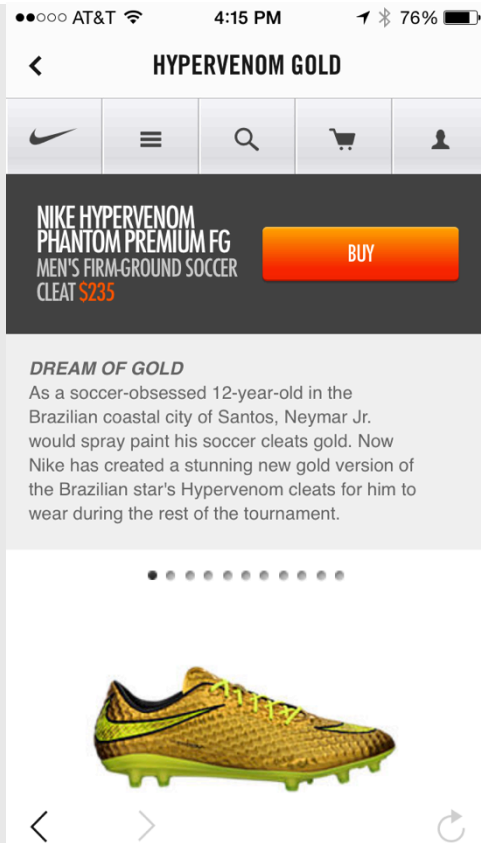 AT&T 4:15 PM 76%
HYPERVENOM GOLD
NIKE HYPERVENOM
PHANTOM PREMIUM FG
MEN'S FIRM-GROUND SOCCER
CLEAT $235
BUY
DREAM OF GOLD
As a soccer-obsessed 12-year-old in the
Brazilian coastal city of Santos, Neymar Jr.
would spray paint his soccer cleats gold. Now
Nike has created a stunning new gold version of
the Brazilian star's Hypervenom cleats for him to
wear during the rest of the tournament.